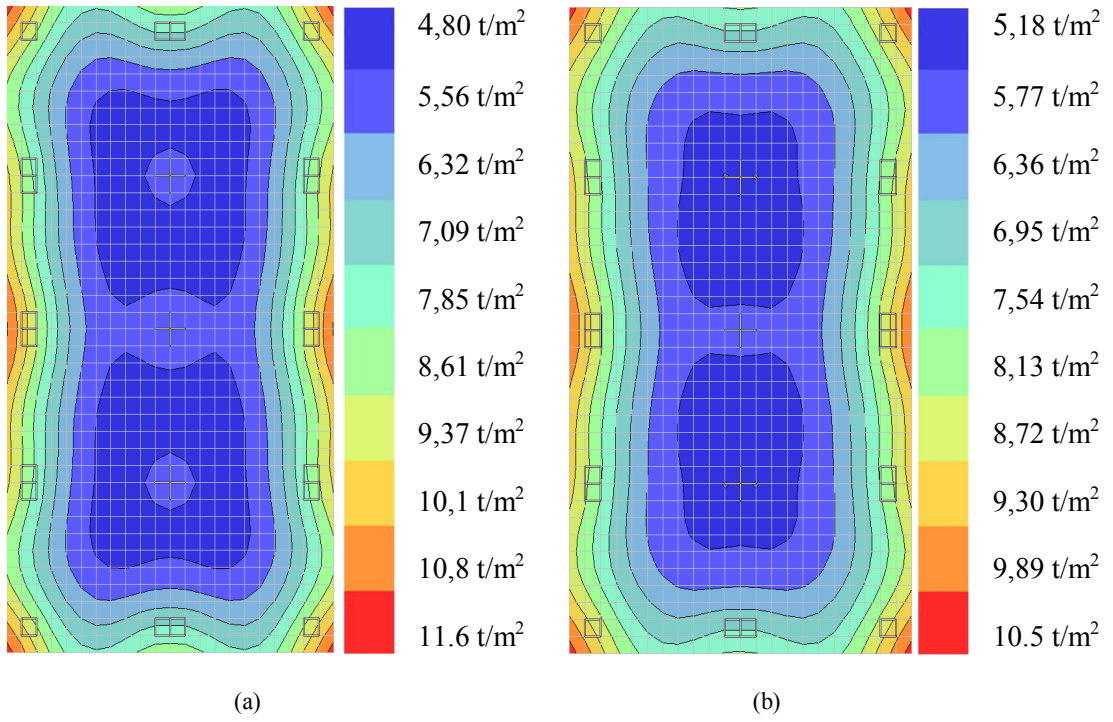 4,80 t/m²
5,56 t/m²
6,32 t/m²
7,09 t/m²
7,85 t/m²
8,61 t/m²
9,37 t/m²
10,1 t/m²
10,8 t/m²
11.6 t/m²
(a)
5,18 t/m²
5,77 t/m²
6,36 t/m²
6,95 t/m²
7,54 t/m²
8,13 t/m²
8,72 t/m²
9,30 t/m²
9,89 t/m²
10.5 t/m²
(b)